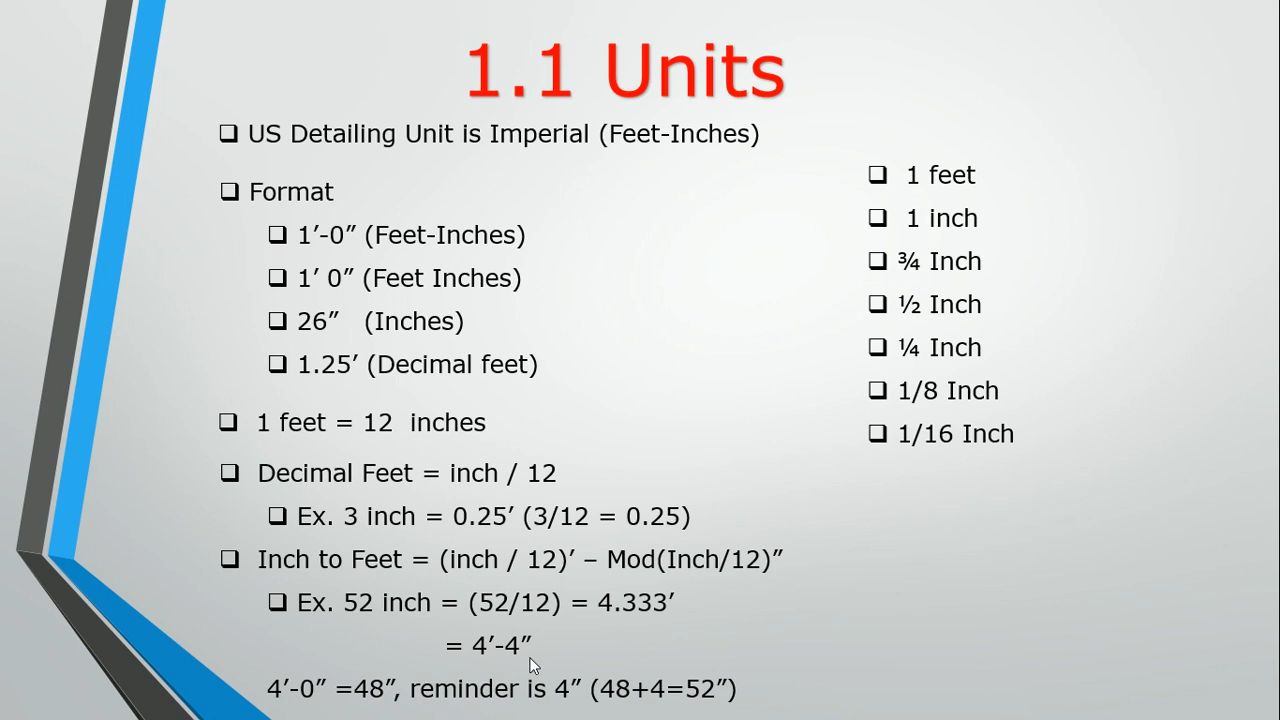 1.1 Units
❑ US Detailing Unit is Imperial (Feet-Inches)
❑ Format
❑ 1’-0” (Feet-Inches)
❑ 1’ 0” (Feet Inches)
❑ 26” (Inches)
❑ 1.25’ (Decimal feet)
❑ 1 feet = 12 inches
❑ Decimal Feet = inch / 12
❑ Ex. 3 inch = 0.25’ (3/12 = 0.25)
❑ Inch to Feet = (inch / 12)’ – Mod(Inch/12)”
❑ Ex. 52 inch = (52/12) = 4.333’
= 4’-4”
4’-0” =48”, reminder is 4” (48+4=52”)
❑ 1 feet
❑ 1 inch
❑ ¾ Inch
❑ ½ Inch
❑ ¼ Inch
❑ 1/8 Inch
❑ 1/16 Inch